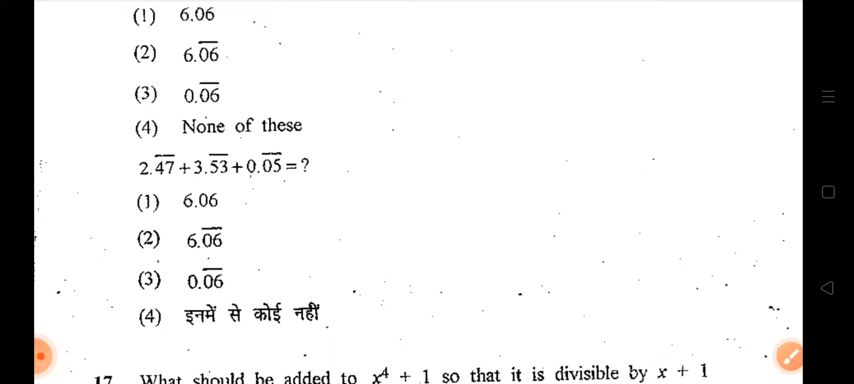 (1) 6.06
(2) 6.0̅6̅
(3) 0.0̅6̅
(4) None of these
2.4̅7̅ + 3.5̅3̅ + 0.0̅5̅ = ?
(1) 6.06
(2) 6.0̅6̅
(3) 0.0̅6̅
(4) इनमें से कोई नहीं
17. What should be added to x⁴ + 1 so that it is divisible by x + 1